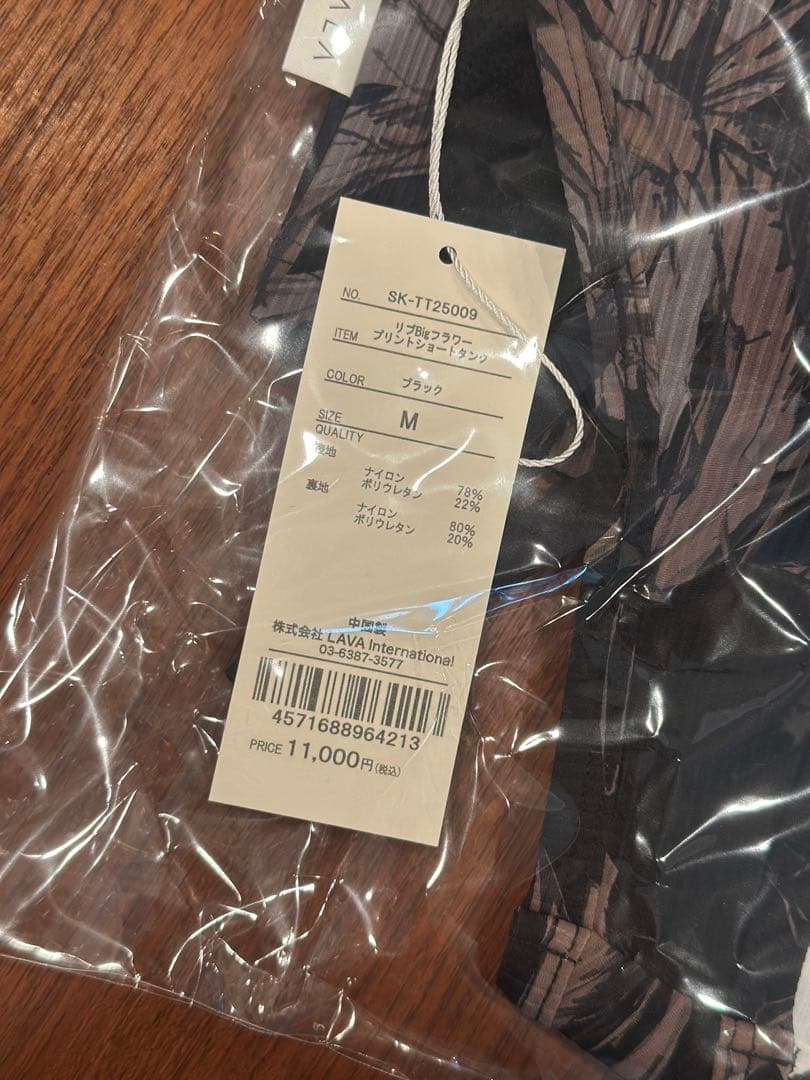 NO. SK-TT25009
ITEM リブBigフラワー
プリントショートタンク
COLOR ブラック
SIZE M
QUALITY
表地
ナイロン 78%
ポリウレタン 22%
裏地
ナイロン 80%
ポリウレタン 20%
中国製
株式会社 LAVA International
03-6387-3577
4571688964213
PRICE 11,000円(税込)